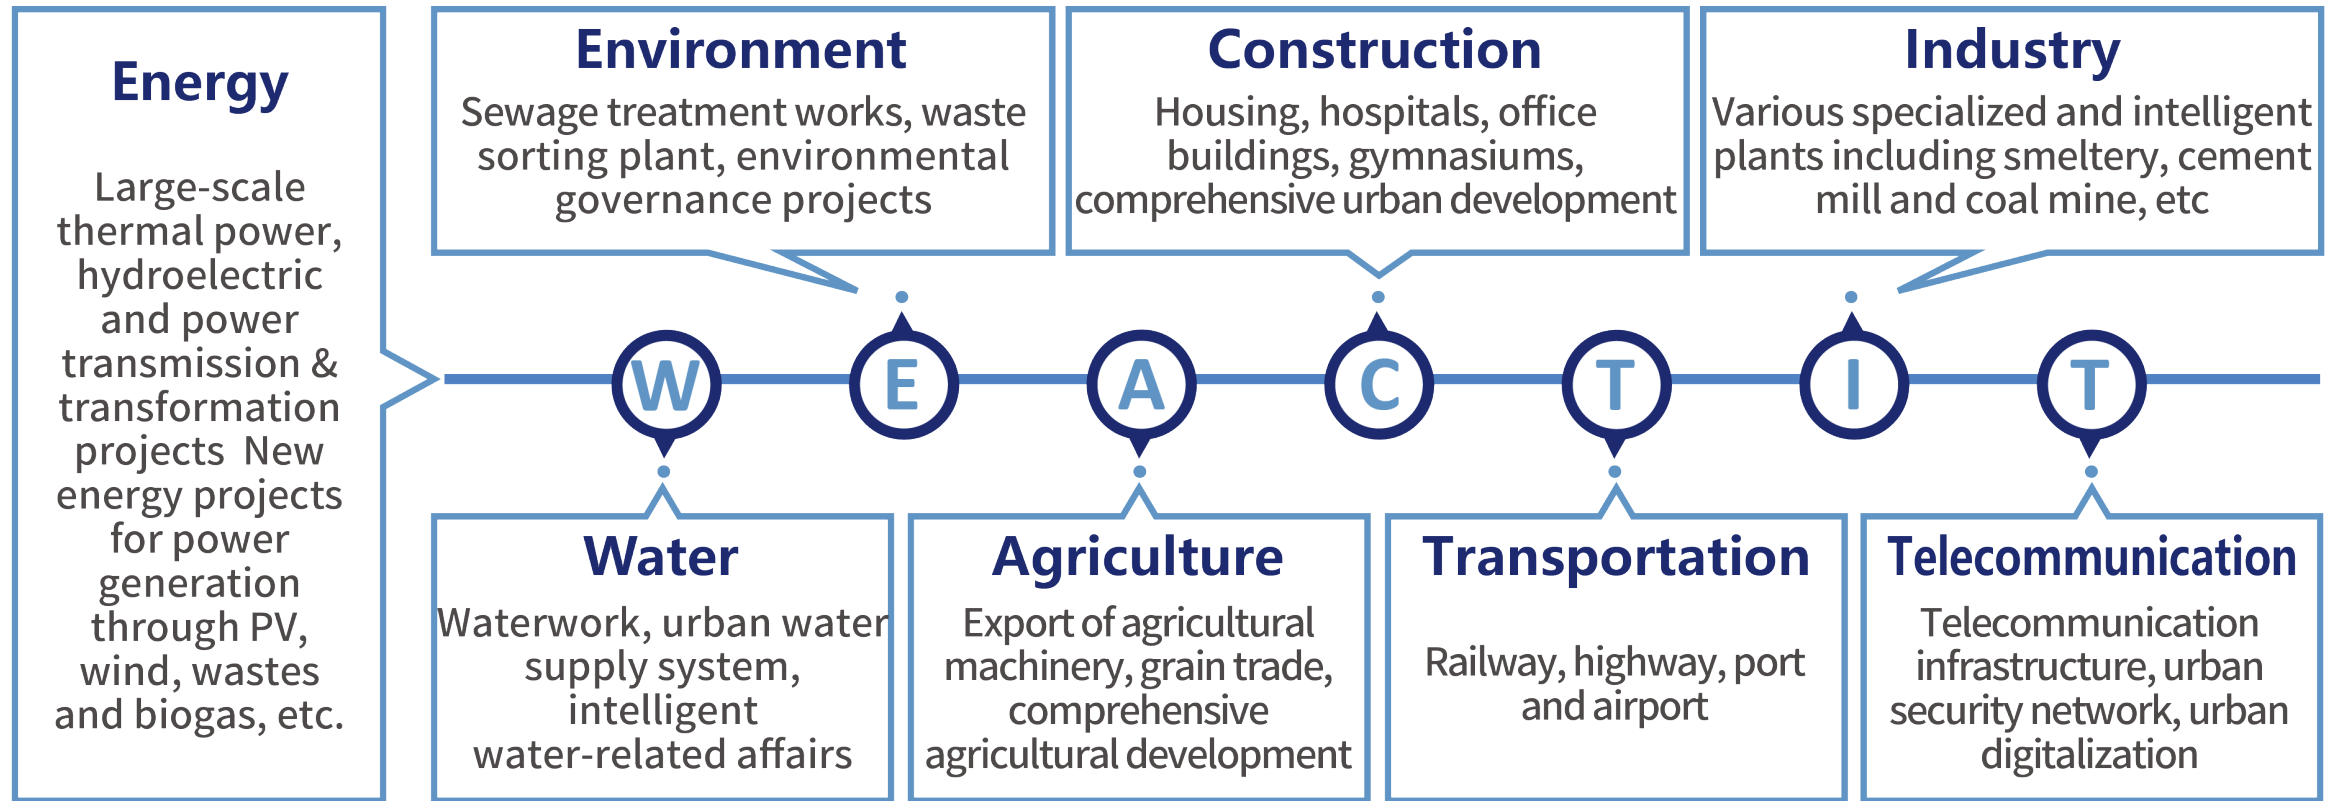 Energy
Large-scale
thermal power,
hydroelectric
and power
transmission &
transformation
projects  New
energy projects
for power
generation
through PV,
wind, wastes
and biogas, etc.
Environment
Sewage treatment works, waste
sorting plant, environmental
governance projects
Construction
Housing, hospitals, office
buildings, gymnasiums,
comprehensive urban development
Industry
Various specialized and intelligent
plants including smeltery, cement
mill and coal mine, etc
W E A C T I T
Water
Waterwork, urban water
supply system,
intelligent
water-related affairs
Agriculture
Export of agricultural
machinery, grain trade,
comprehensive
agricultural development
Transportation
Railway, highway, port
and airport
Telecommunication
Telecommunication
infrastructure, urban
security network, urban
digitalization